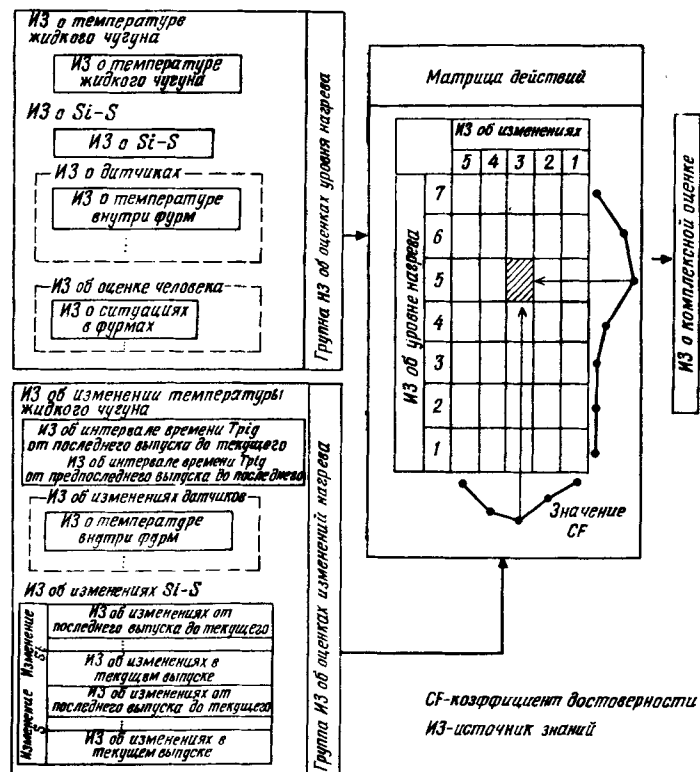 ИЗ о температуре
жидкого чугуна
ИЗ о температуре
жидкого чугуна
ИЗ о Si-S
ИЗ о Si-S
ИЗ о датчиках
ИЗ о температуре
внутри фурм
ИЗ об оценке человека
ИЗ о ситуациях
в фурмах
Группа ИЗ об оценках уровня нагрева
ИЗ об изменении температуры
жидкого чугуна
ИЗ об интервале времени Tpig
от последнего выпуска до текущего
ИЗ об интервале времени Tpig
от предпоследнего выпуска до последнего
ИЗ об изменениях датчиков
ИЗ о температуре
внутри фурм
ИЗ об изменениях Si-S
Изменение
Si
ИЗ об изменениях от
последнего выпуска до текущего
ИЗ об изменениях в
текущем выпуске
Изменение
S
ИЗ об изменениях от
последнего выпуска до текущего
ИЗ об изменениях в
текущем выпуске
Группа ИЗ об оценках изменений нагрева
Матрица действий
ИЗ об изменениях
5 4 3 2 1
ИЗ об уровне нагрева
7
6
5
4
3
2
1
Значение
CF
ИЗ о комплексной оценке
CF-коэффициент достоверности
ИЗ-источник знаний